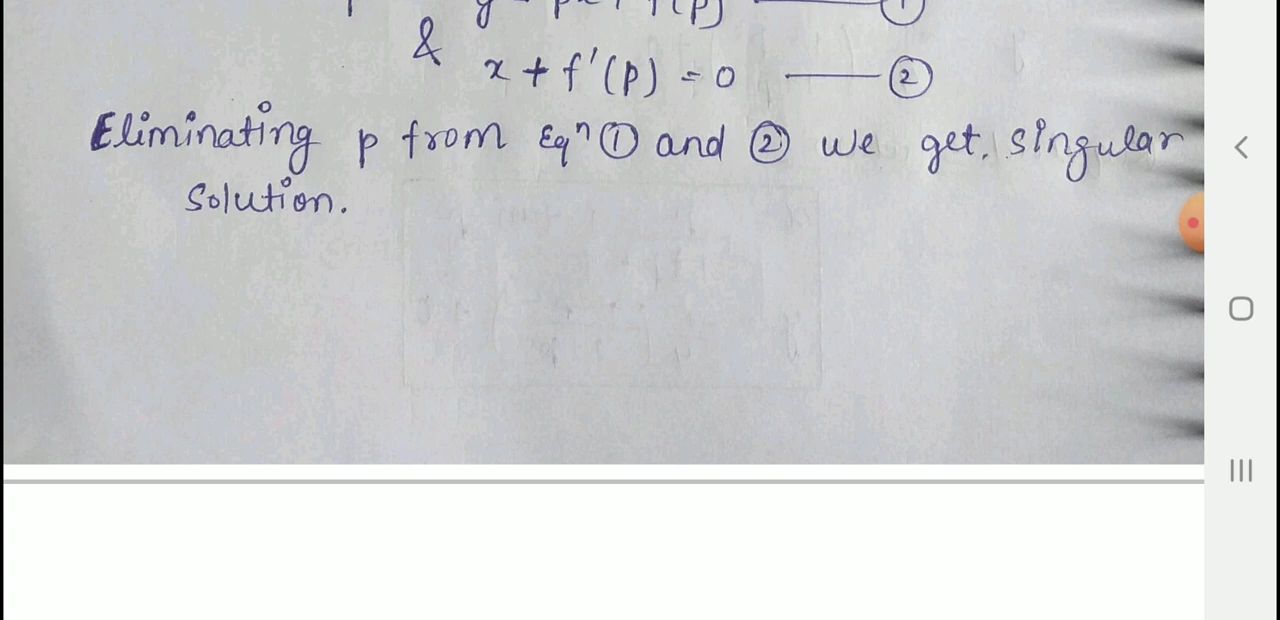 & x + f'(p) = 0 —— ②
Eliminating p from Eqⁿ ① and ② we get. singular
Solution.